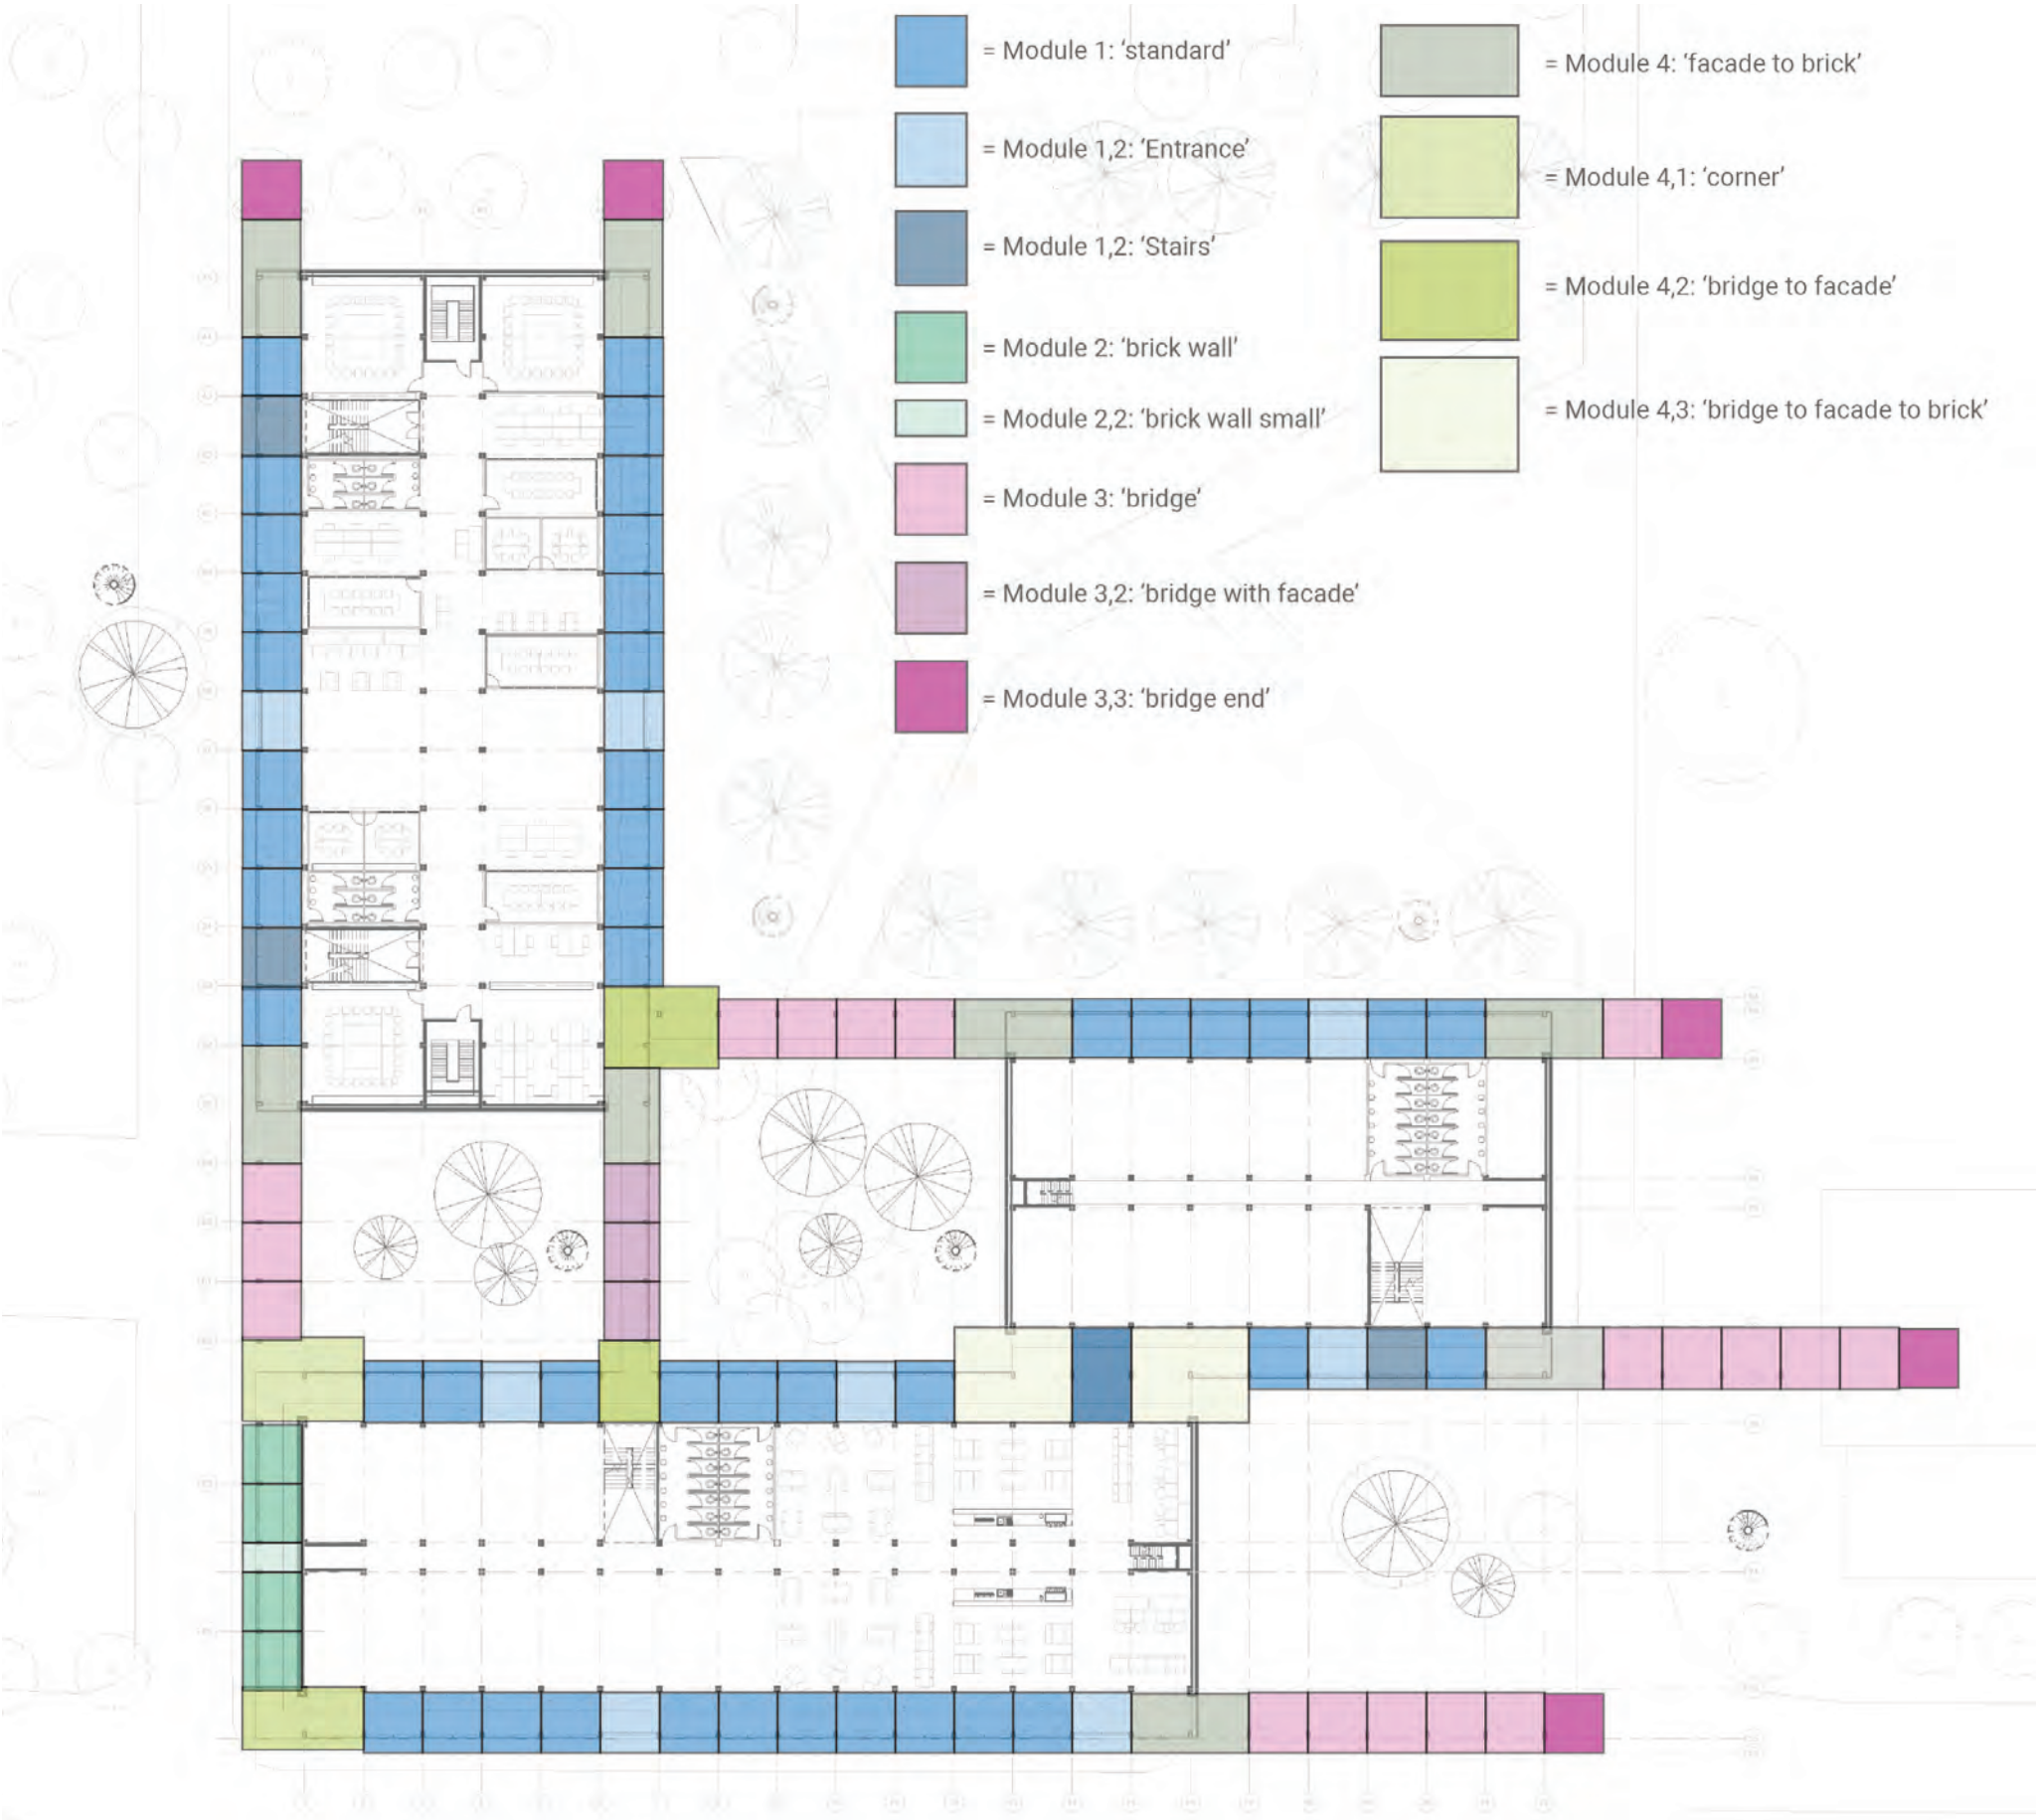 = Module 1: ‘standard’
= Module 1,2: ‘Entrance’
= Module 1,2: ‘Stairs’
= Module 2: ‘brick wall’
= Module 2,2: ‘brick wall small’
= Module 3: ‘bridge’
= Module 3,2: ‘bridge with facade’
= Module 3,3: ‘bridge end’
= Module 4: ‘facade to brick’
= Module 4,1: ‘corner’
= Module 4,2: ‘bridge to facade’
= Module 4,3: ‘bridge to facade to brick’